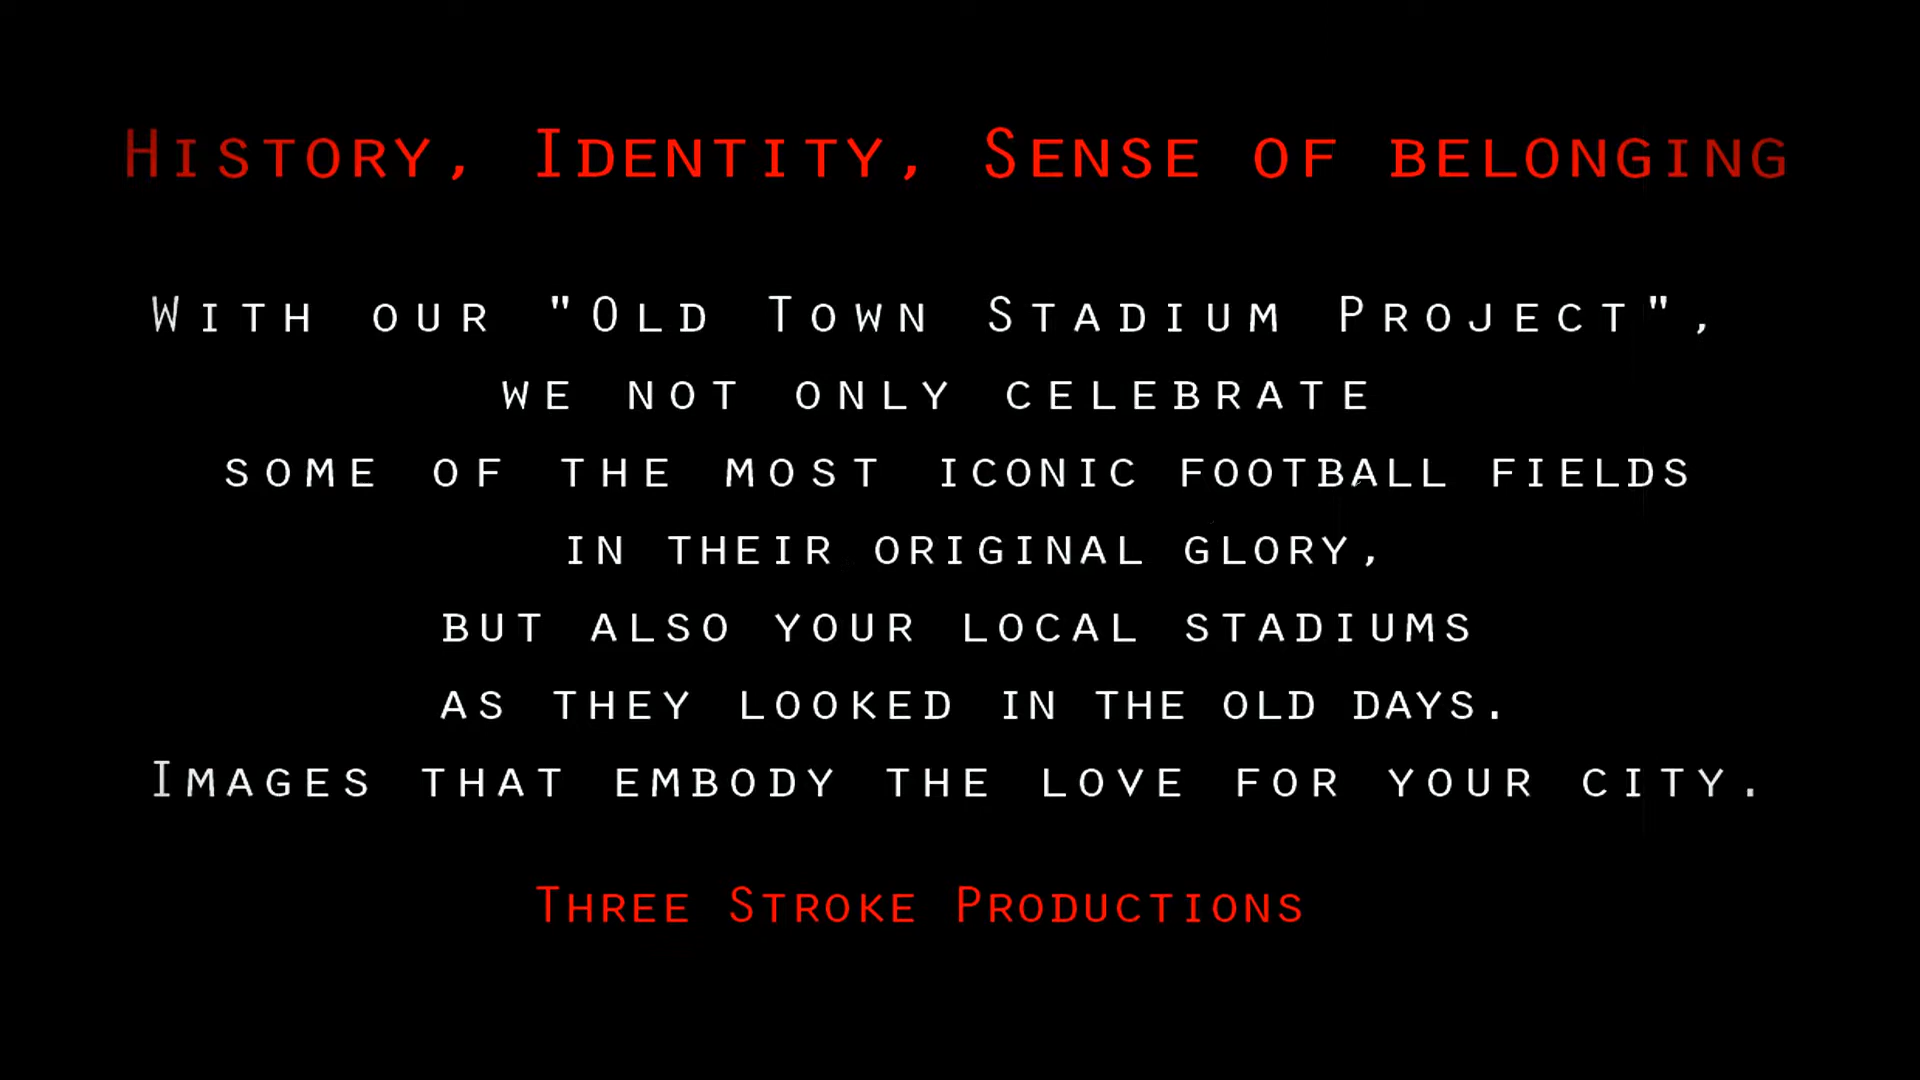 History, Identity, Sense of belonging
With our "Old Town Stadium Project",
we not only celebrate
some of the most iconic football fields
in their original glory,
but also your local stadiums
as they looked in the old days.
Images that embody the love for your city.
Three Stroke Productions